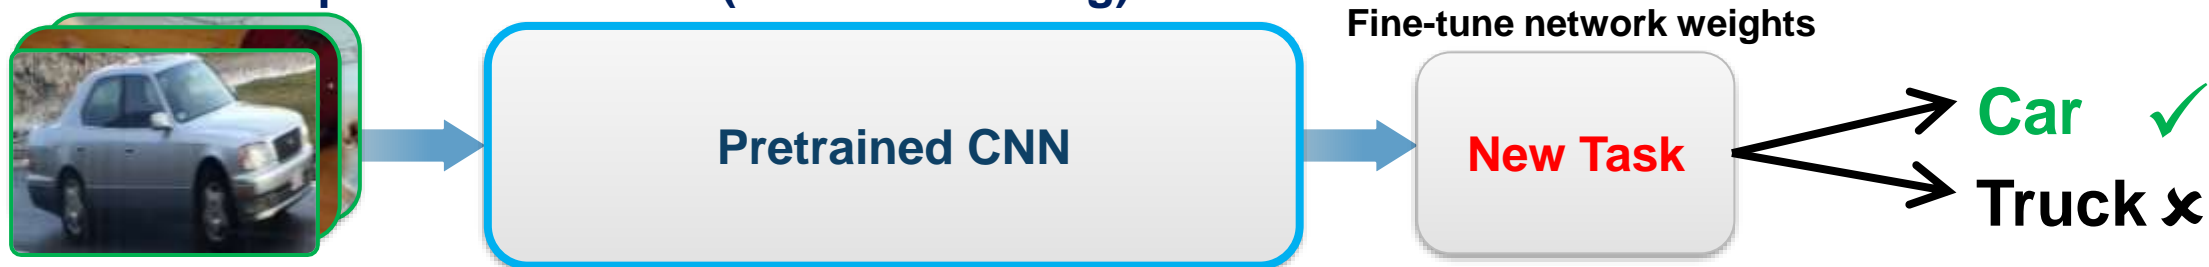 Fine-tune network weights
Pretrained CNN
New Task
Car ✓
Truck ✗